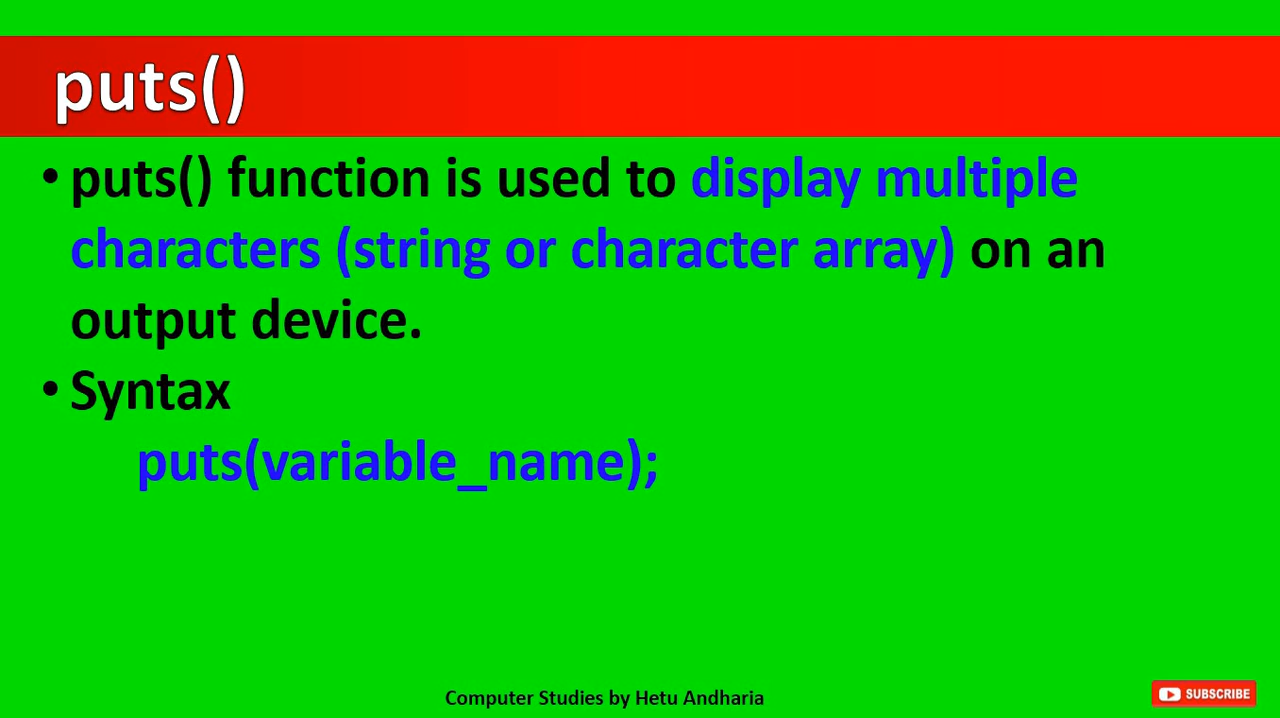 puts()
• puts() function is used to display multiple
characters (string or character array) on an
output device.
• Syntax
puts(variable_name);
Computer Studies by Hetu Andharia
SUBSCRIBE